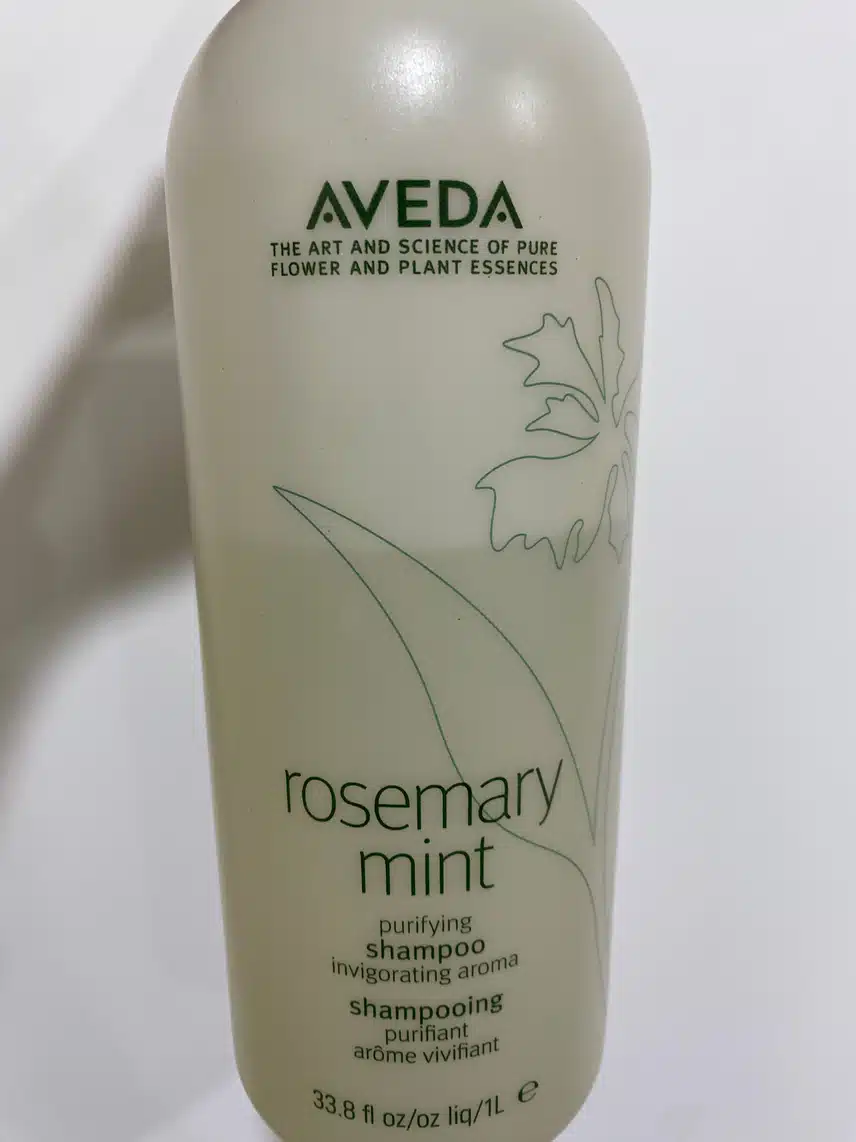 AVEDA
THE ART AND SCIENCE OF PURE
FLOWER AND PLANT ESSENCES
rosemary
mint
purifying
shampoo
invigorating aroma
shampooing
purifiant
arôme vivifiant
33.8 fl oz/oz liq/1L ℮